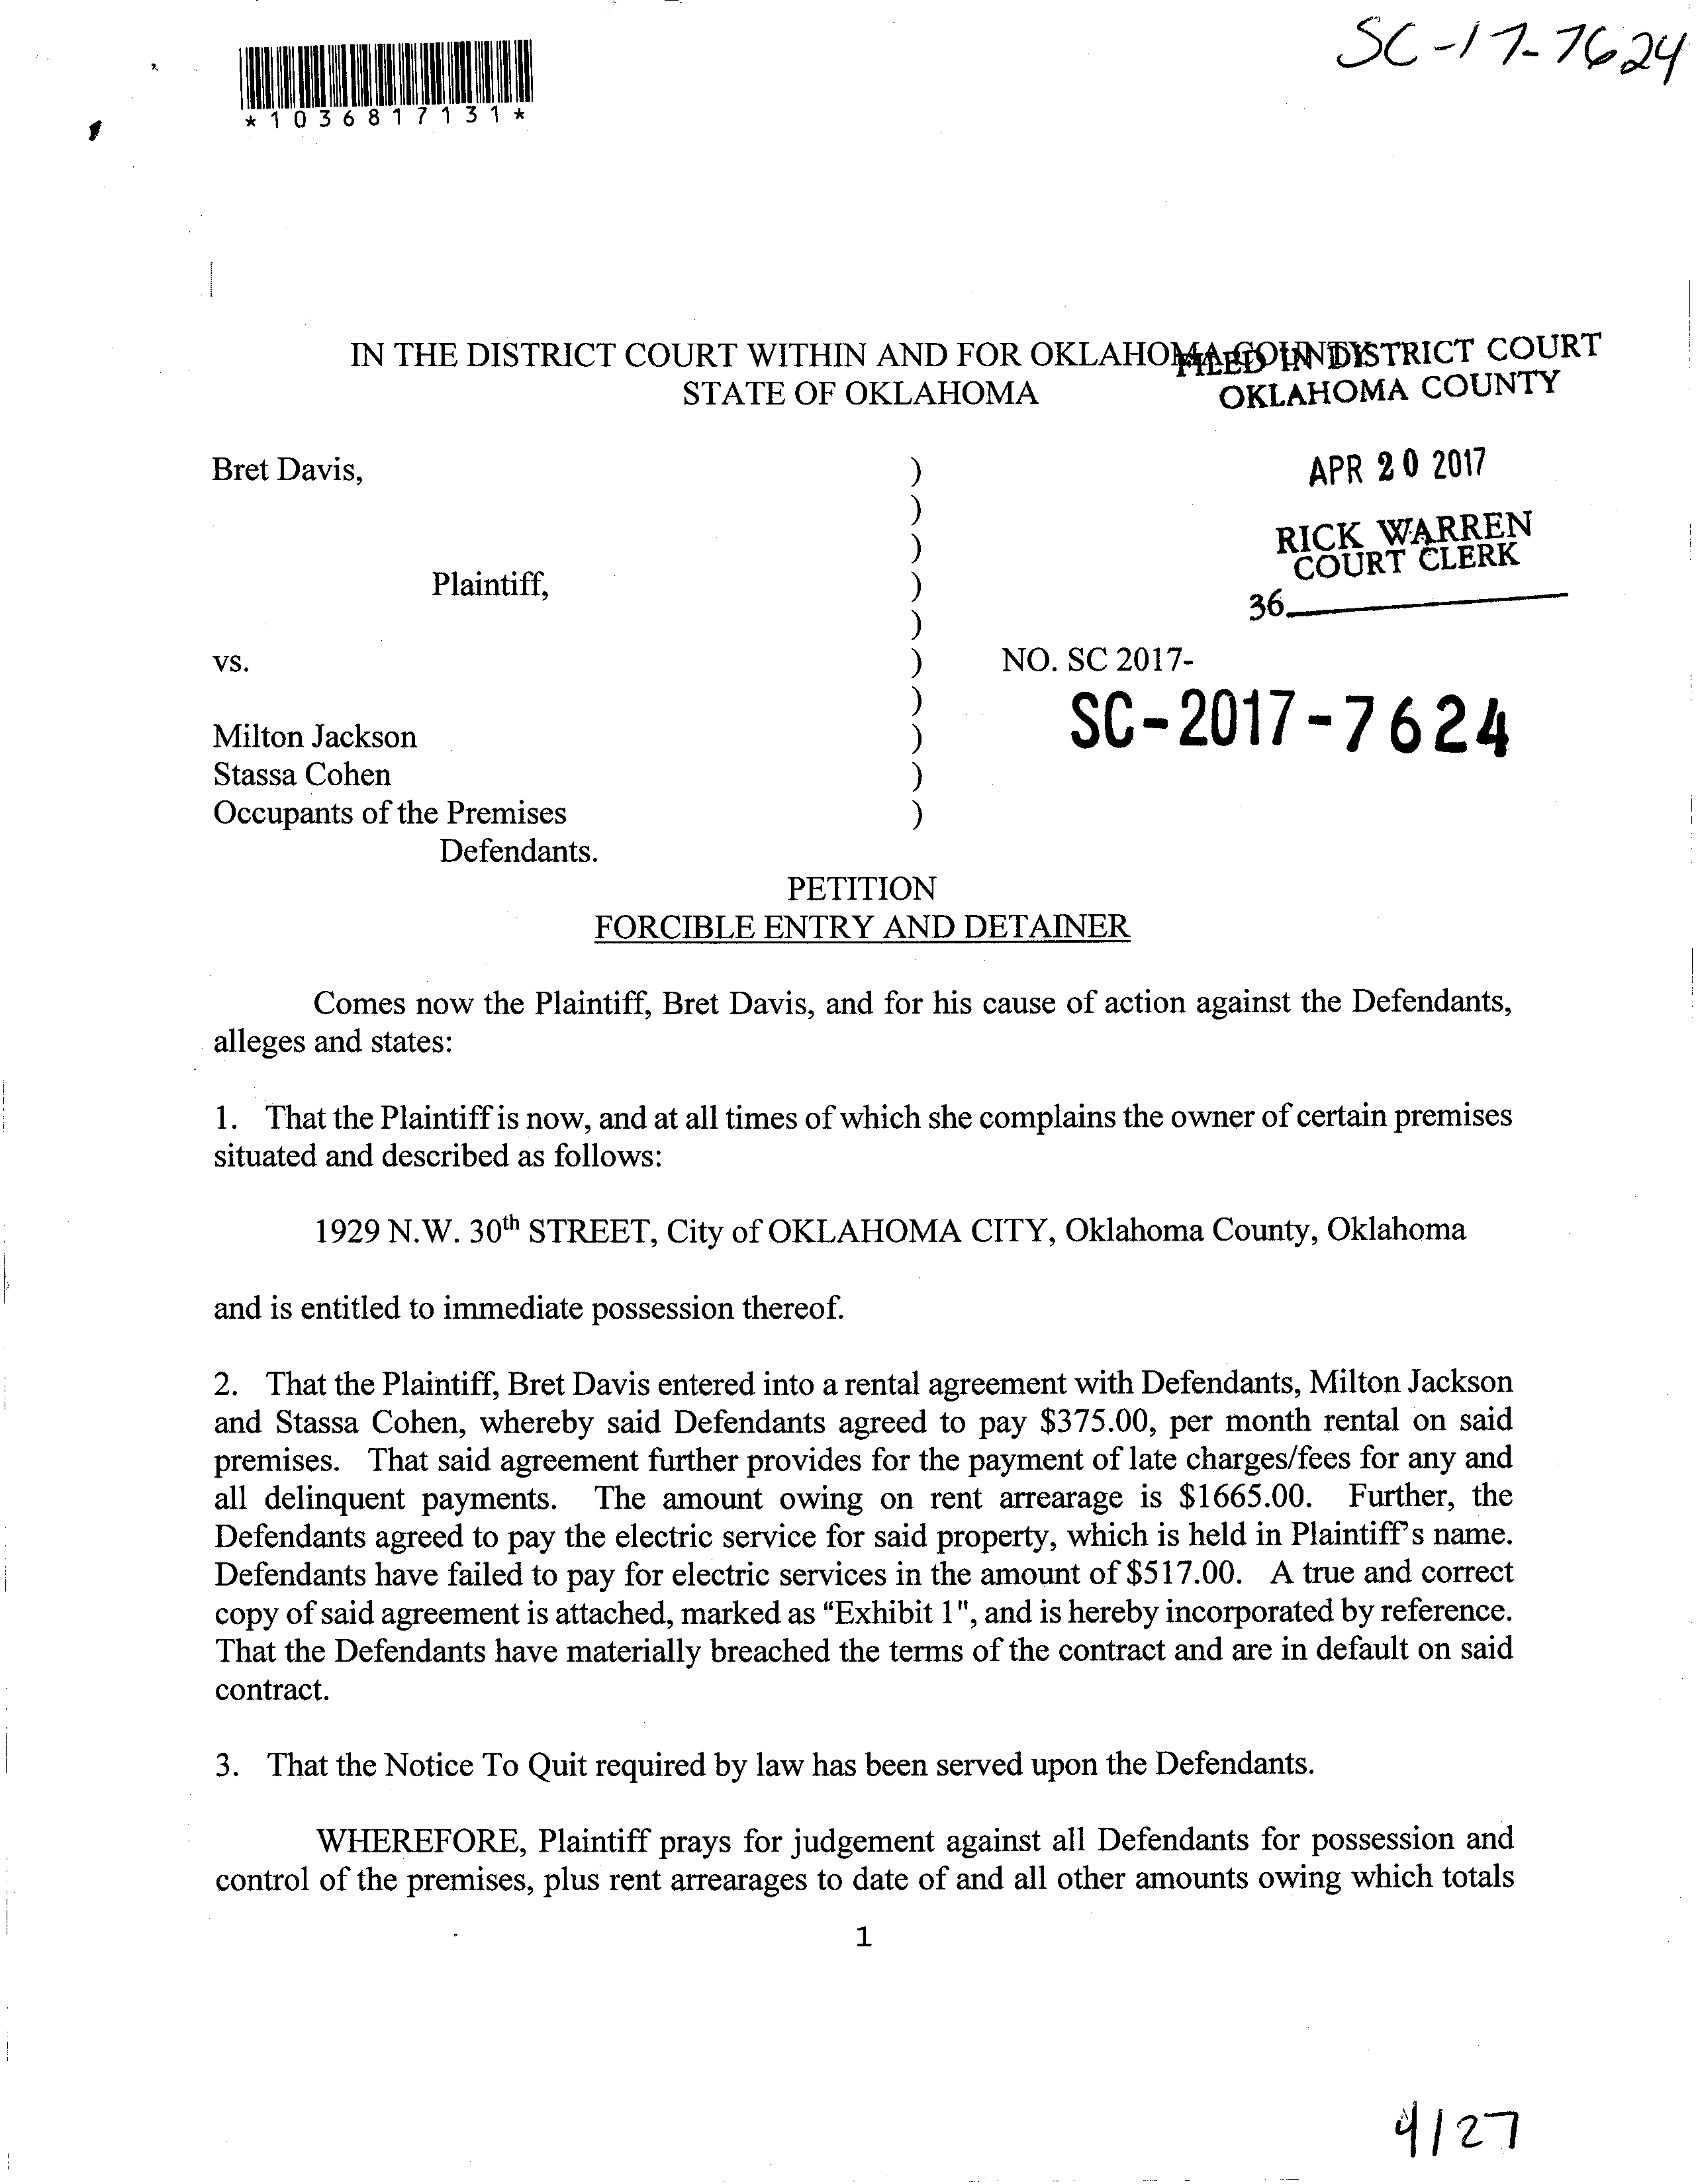 SC-17-7624
*1036817131*
IN THE DISTRICT COURT WITHIN AND FOR OKLAHOMA COUNTY
STATE OF OKLAHOMA
FILED IN DISTRICT COURT
OKLAHOMA COUNTY
APR 20 2017
RICK WARREN
COURT CLERK
36
Bret Davis, )
)
)
Plaintiff, )
)
vs. ) NO. SC 2017-
) SC-2017-7624
Milton Jackson )
Stassa Cohen )
Occupants of the Premises )
Defendants.
PETITION
FORCIBLE ENTRY AND DETAINER
Comes now the Plaintiff, Bret Davis, and for his cause of action against the Defendants,
alleges and states:
1. That the Plaintiff is now, and at all times of which she complains the owner of certain premises
situated and described as follows:
1929 N.W. 30th STREET, City of OKLAHOMA CITY, Oklahoma County, Oklahoma
and is entitled to immediate possession thereof.
2. That the Plaintiff, Bret Davis entered into a rental agreement with Defendants, Milton Jackson
and Stassa Cohen, whereby said Defendants agreed to pay $375.00, per month rental on said
premises. That said agreement further provides for the payment of late charges/fees for any and
all delinquent payments. The amount owing on rent arrearage is $1665.00. Further, the
Defendants agreed to pay the electric service for said property, which is held in Plaintiff's name.
Defendants have failed to pay for electric services in the amount of $517.00. A true and correct
copy of said agreement is attached, marked as “Exhibit 1", and is hereby incorporated by reference.
That the Defendants have materially breached the terms of the contract and are in default on said
contract.
3. That the Notice To Quit required by law has been served upon the Defendants.
WHEREFORE, Plaintiff prays for judgement against all Defendants for possession and
control of the premises, plus rent arrearages to date of and all other amounts owing which totals
1
4/27